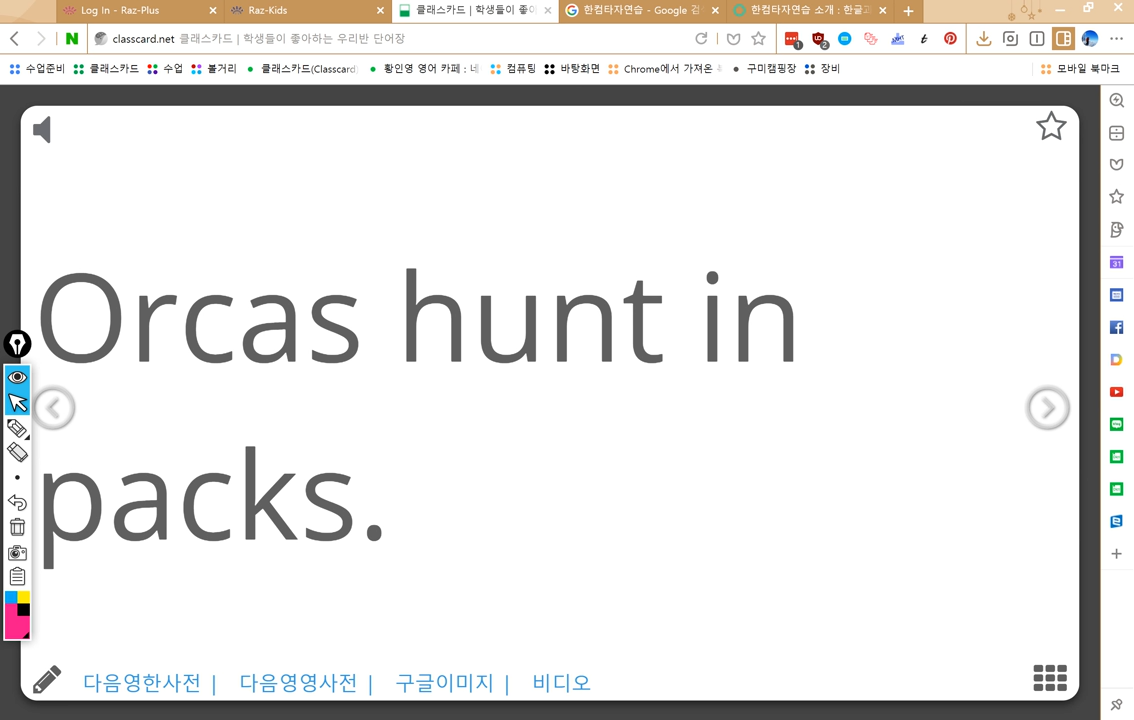 Log In - Raz-Plus
Raz-Kids
클래스카드 | 학생들이 좋아
한컴타자연습 - Google 검
한컴타자연습 소개 : 한글과
N
classcard.net 클래스카드 | 학생들이 좋아하는 우리반 단어장
1
2
t
수업준비
클래스카드
수업
볼거리
클래스카드(Classcard
황인영 영어 카페 : 네
컴퓨팅
바탕화면
Chrome에서 가져온
구미캠핑장
장비
모바일 북마크
Orcas hunt in
packs.
31
다음영한사전 | 다음영영사전 | 구글이미지 | 비디오